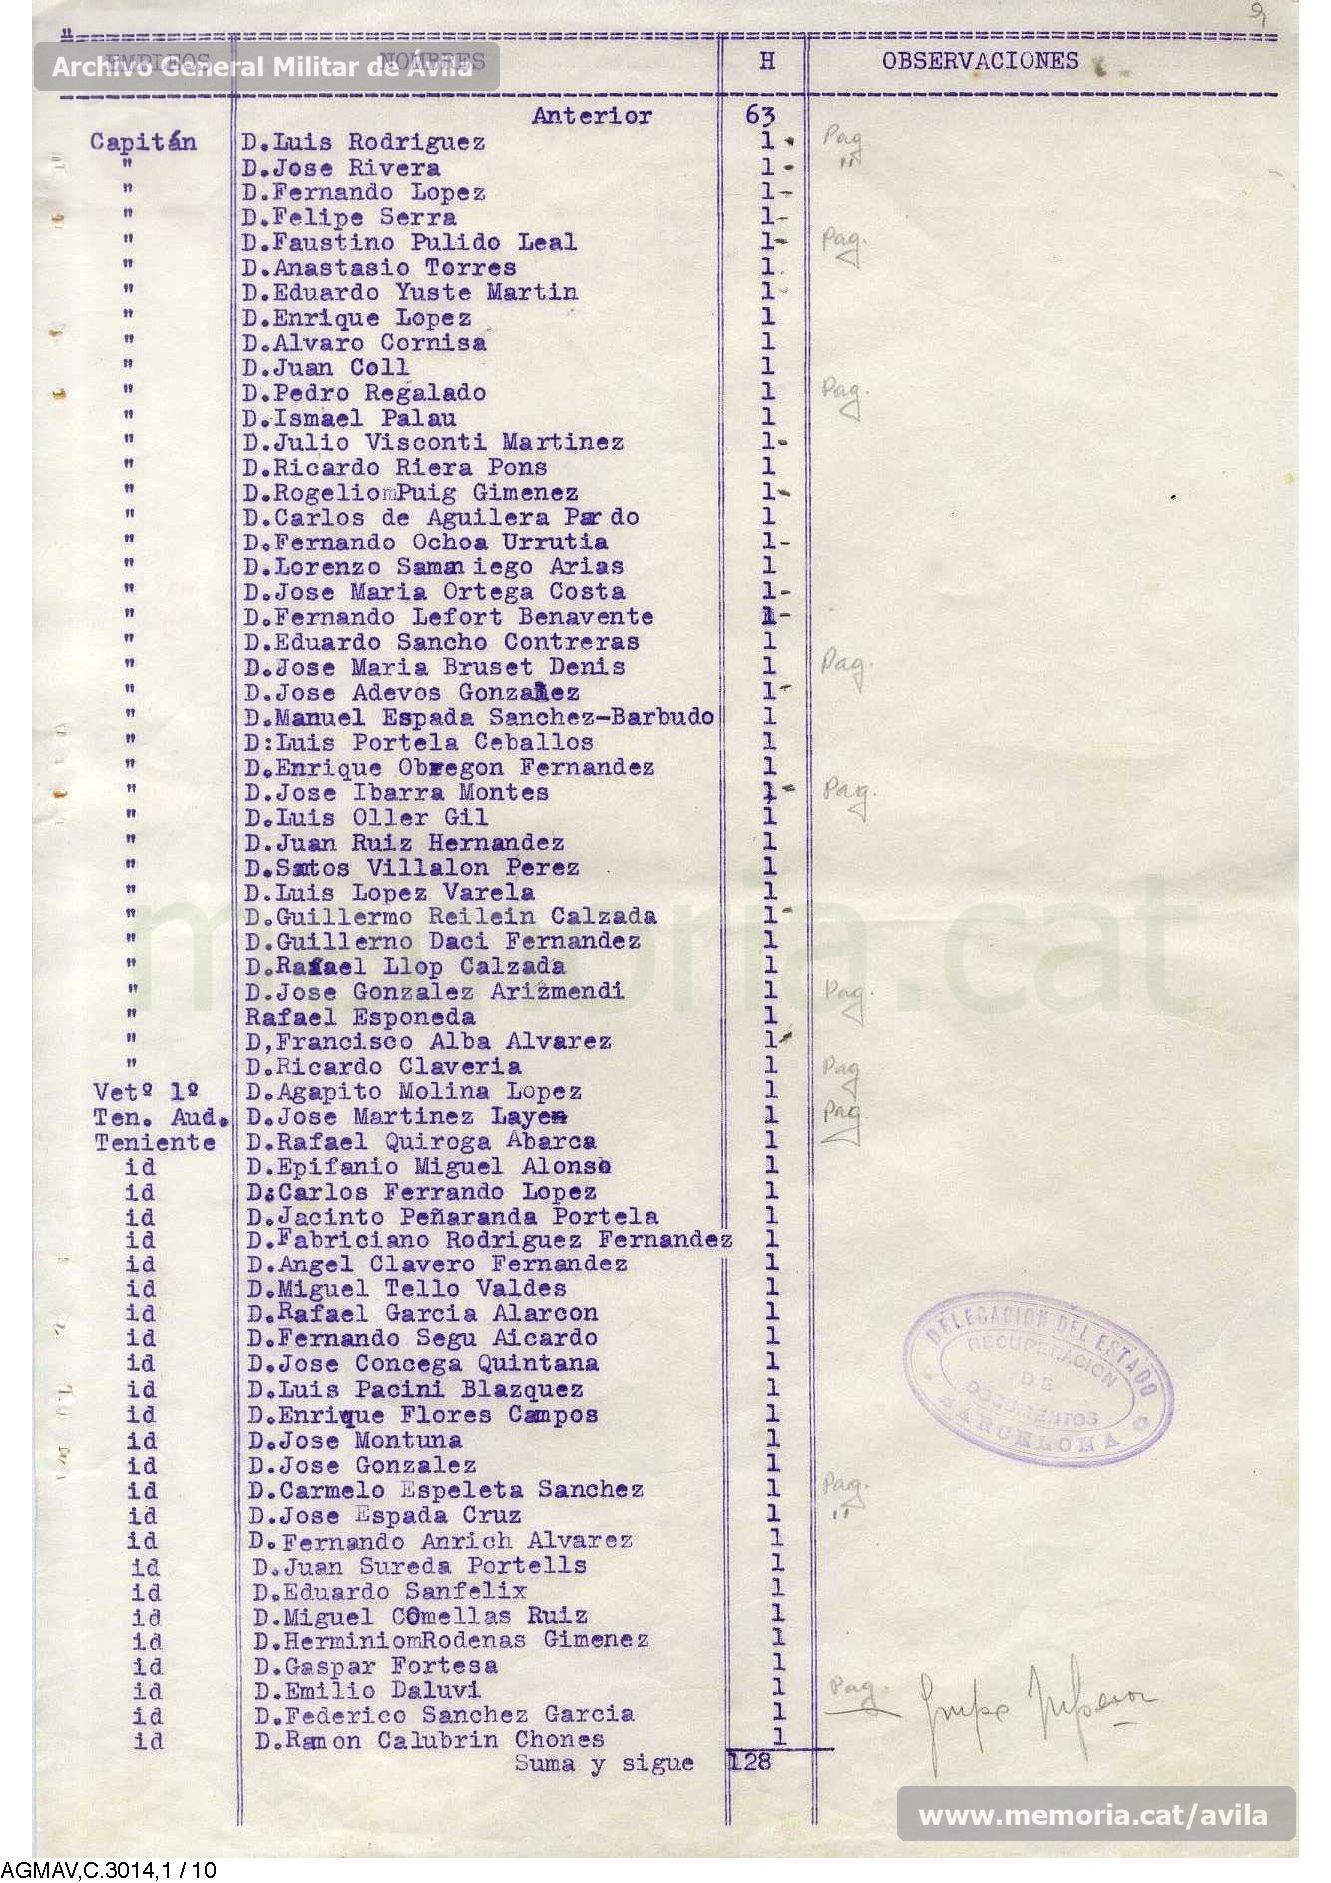 9
EMPLEOS NOMBRES H OBSERVACIONES
Archivo General Militar de Ávila
Anterior 63
Capitán D.Luis Rodriguez 1 Pag
" D.Jose Rivera 1 "
" D.Fernando Lopez 1
" D.Felipe Serra 1
" D.Faustino Pulido Leal 1 Pag.
" D.Anastasio Torres 1
" D.Eduardo Yuste Martin 1
" D.Enrique Lopez 1
" D.Alvaro Cornisa 1
" D.Juan Coll 1
" D.Pedro Regalado 1 Pag.
" D.Ismael Palau 1
" D.Julio Visconti Martinez 1
" D.Ricardo Riera Pons 1
" D.RogeliomPuig Gimenez 1
" D.Carlos de Aguilera Pardo 1
" D.Fernando Ochoa Urrutia 1
" D.Lorenzo Samaniego Arias 1
" D.Jose Maria Ortega Costa 1
" D.Fernando Lefort Benavente 1
" D.Eduardo Sancho Contreras 1
" D.Jose Maria Bruset Denis 1 Pag.
" D.Jose Adevos Gonzalez 1
" D.Manuel Espada Sanchez-Barbudo 1
" D:Luis Portela Ceballos 1
" D.Enrique Obregon Fernandez 1
" D.Jose Ibarra Montes 1 Pag.
" D.Luis Oller Gil 1
" D.Juan Ruiz Hernandez 1
" D.Santos Villalon Perez 1
" D.Luis Lopez Varela 1
" D.Guillermo Reilein Calzada 1
" D.Guillerno Daci Fernandez 1
" D.Rafael Llop Calzada 1
" D.Jose Gonzalez Arizmendi 1 Pag.
" Rafael Esponeda 1
" D,Francisco Alba Alvarez 1
" D.Ricardo Claveria 1 Pag
Vetº 1º D.Agapito Molina Lopez 1
Ten. Aud. D.Jose Martinez Layen 1 Pag.
Teniente D.Rafael Quiroga Abarca 1
id D.Epifanio Miguel Alonso 1
id D.Carlos Ferrando Lopez 1
id D.Jacinto Peñaranda Portela 1
id D.Fabriciano Rodriguez Fernandez 1
id D.Angel Clavero Fernandez 1
id D.Miguel Tello Valdes 1
id D.Rafael Garcia Alarcon 1
id D.Fernando Segu Aicardo 1
id D.Jose Concega Quintana 1
id D.Luis Pacini Blazquez 1
id D.Enrique Flores Campos 1
id D.Jose Montuna 1
id D.Jose Gonzalez 1
id D.Carmelo Espeleta Sanchez 1 Pag.
id D.Jose Espada Cruz 1 "
id D.Fernando Anrich Alvarez 1
id D.Juan Sureda Portells 1
id D.Eduardo Sanfelix 1
id D.Miguel COmellas Ruiz 1
id D.HerminiomRodenas Gimenez 1
id D.Gaspar Fortesa 1
id D.Emilio Daluvi 1 Pag.
id D.Federico Sanchez Garcia 1
id D.Ramon Calubrin Chones 1
Suma y sigue 128
DELEGACION DEL ESTADO
RECUPERACION
DE
DOCUMENTOS
BARCELONA
memoria.cat
www.memoria.cat/avila
AGMAV,C.3014,1 / 10